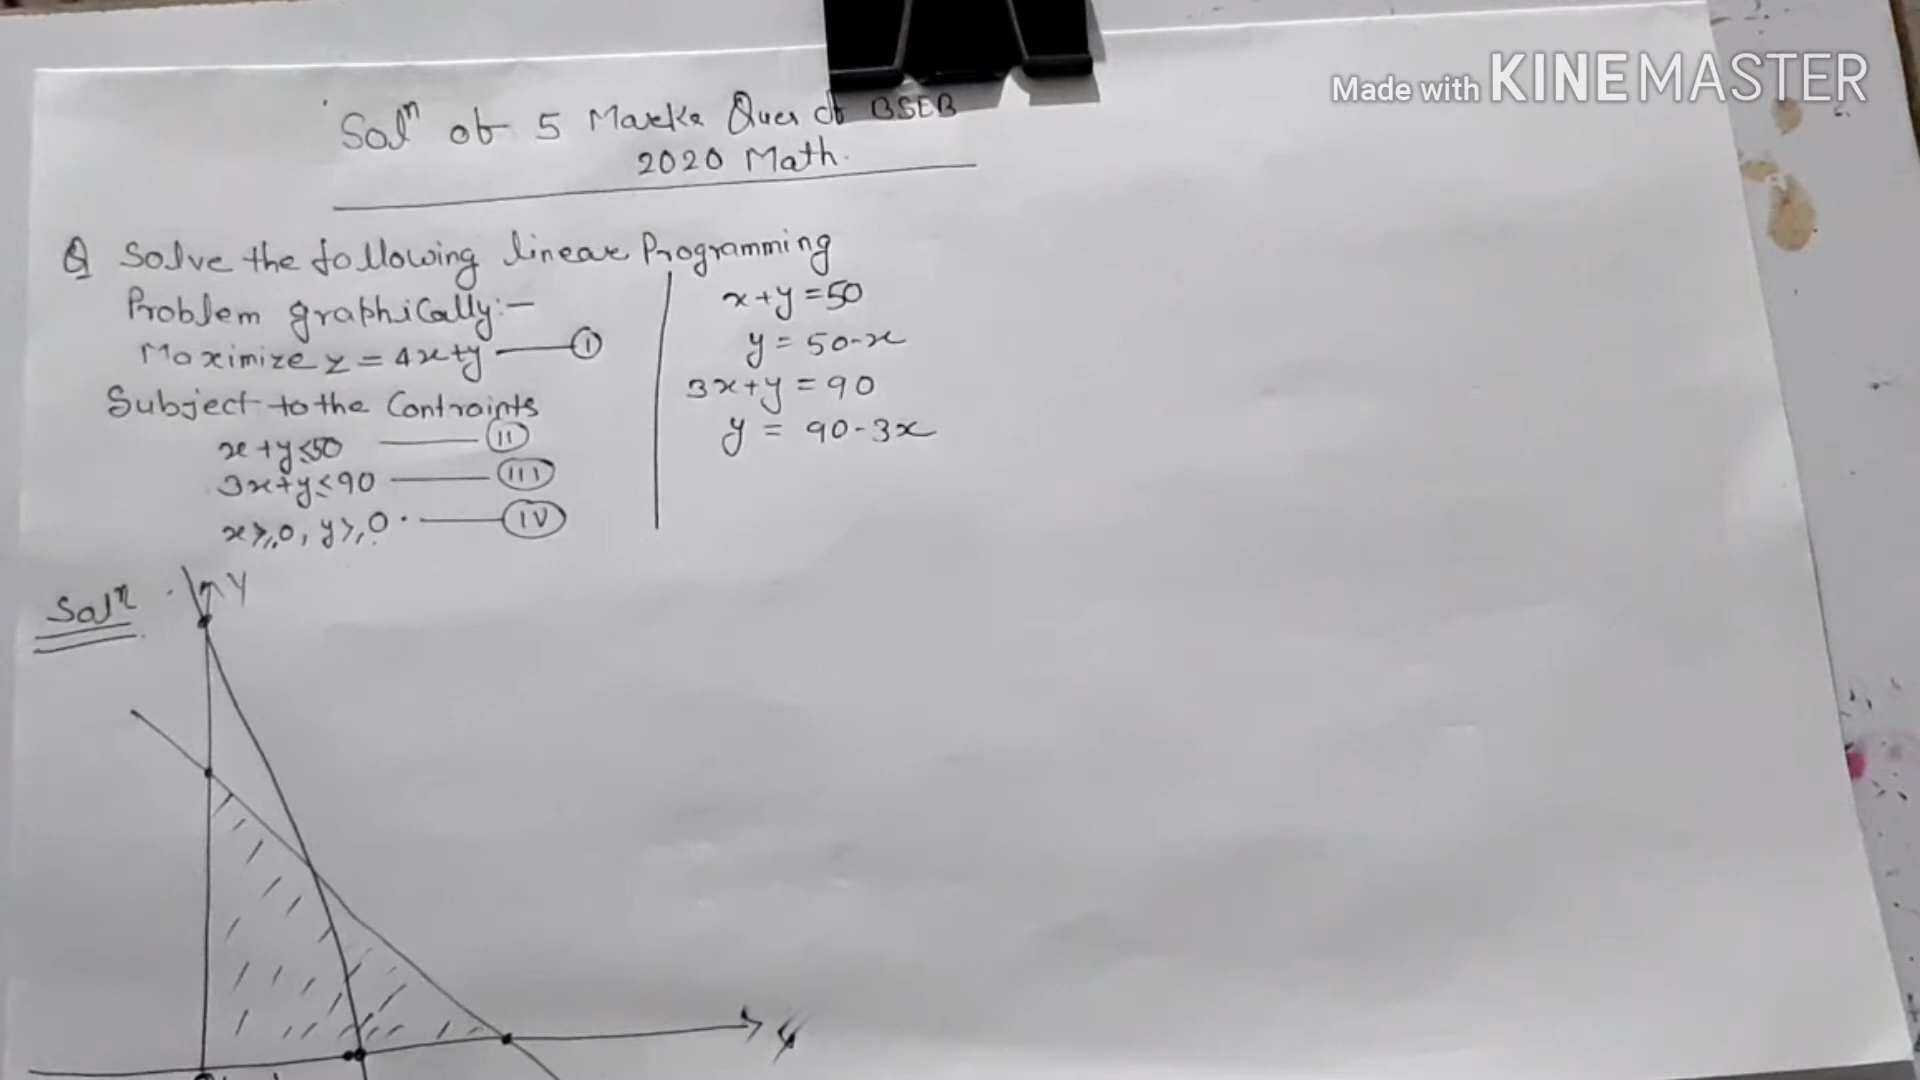 Made with KINEMASTER
Solⁿ of 5 Marks Ques of BSEB
2020 Math.
Q Solve the following linear Programming
Problem graphically:-
Maximize z = 4x+y — I
Subject to the Contraints
x+y≤50 — II
3x+y≤90 — III
x≥0, y≥0 — IV
x+y=50
y = 50-x
3x+y = 90
y = 90-3x
Solⁿ
Y